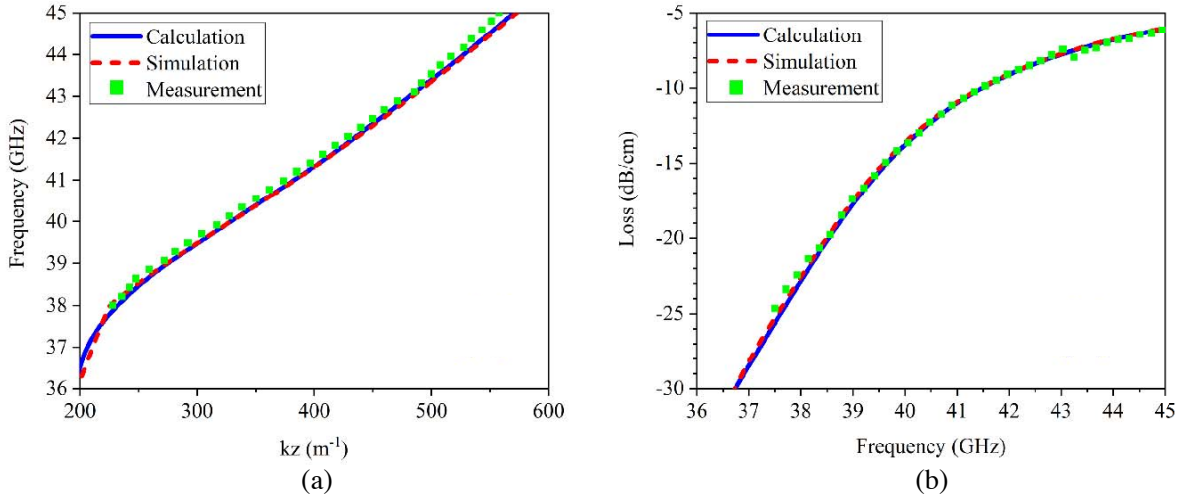 Calculation
Simulation
Measurement
45
44
43
42
41
40
39
38
37
36
Frequency (GHz)
200
300
400
500
600
kz (m⁻¹)
(a)
Calculation
Simulation
Measurement
-5
-10
-15
-20
-25
-30
Loss (dB/cm)
36
37
38
39
40
41
42
43
44
45
Frequency (GHz)
(b)